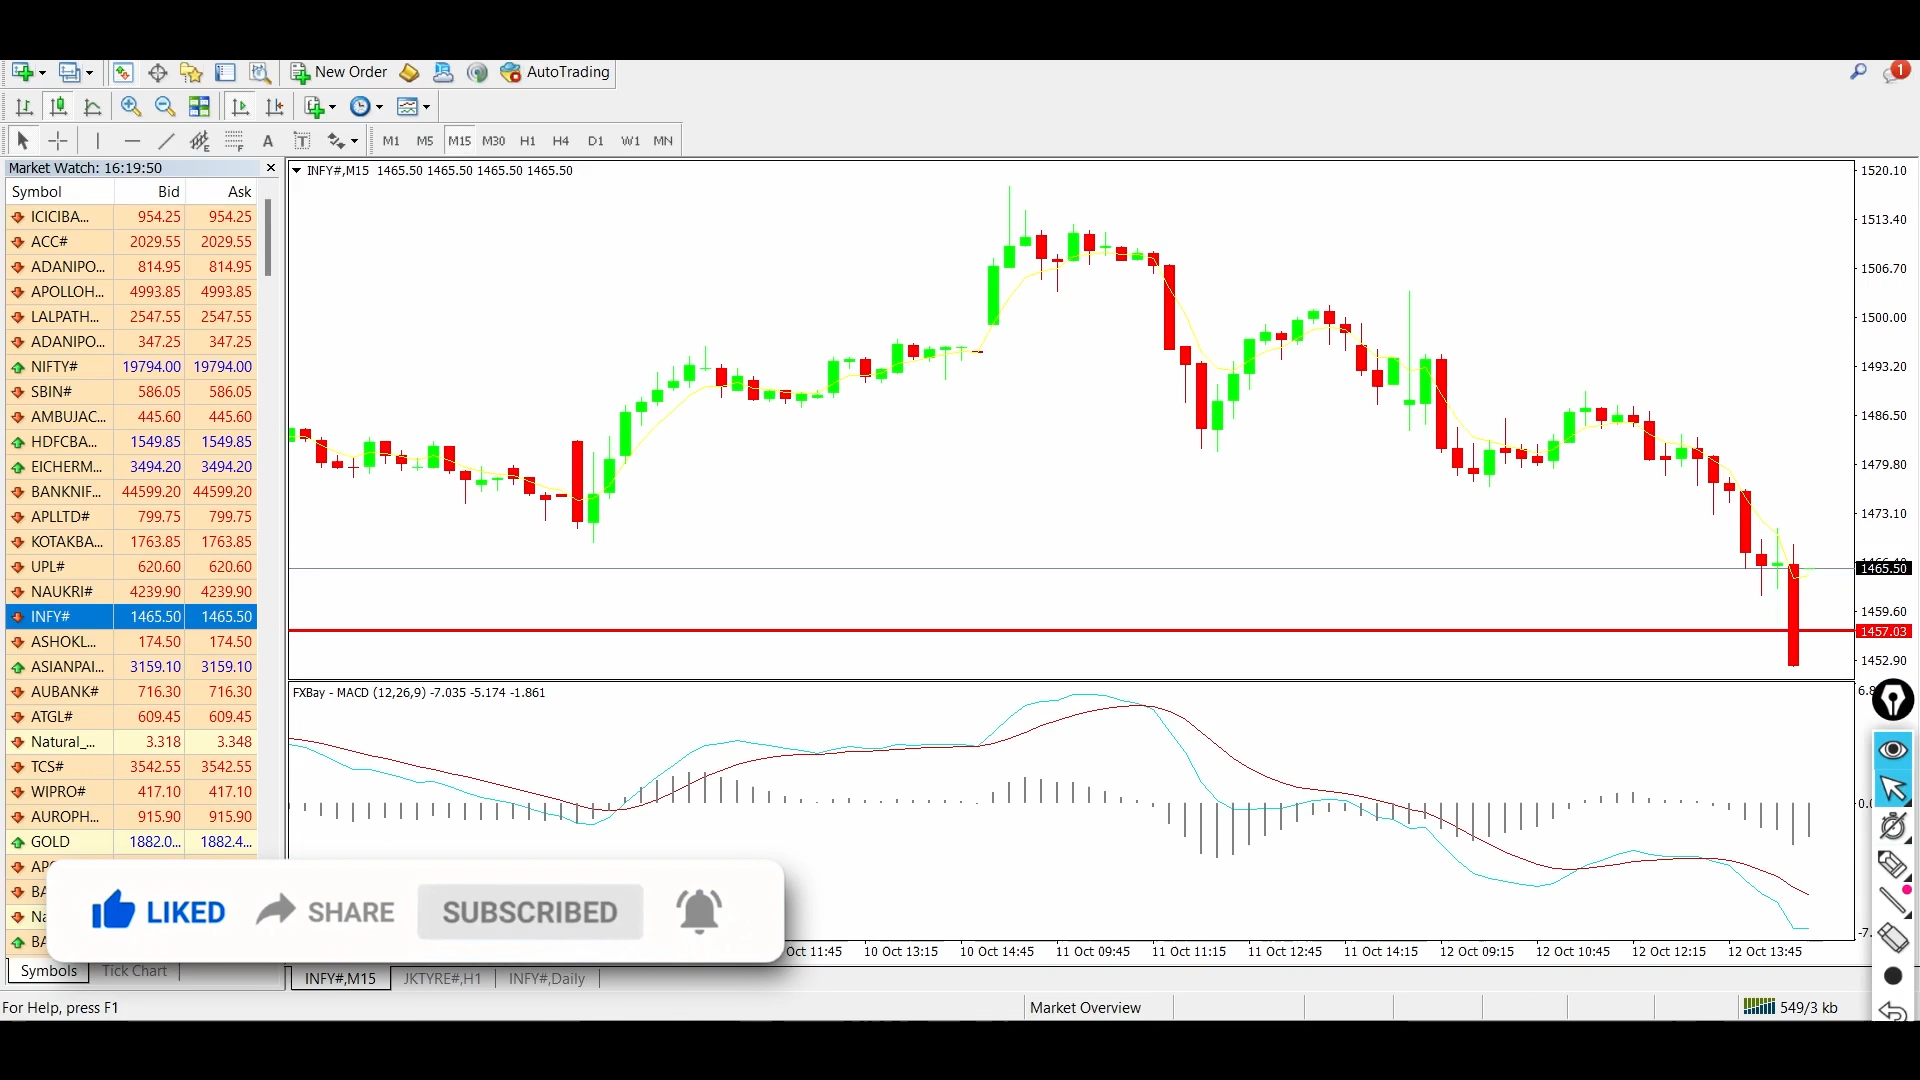 New Order AutoTrading 1
A T M1 M5 M15 M30 H1 H4 D1 W1 MN
Market Watch: 16:19:50
Symbol Bid Ask
ICICIBA... 954.25 954.25
ACC# 2029.55 2029.55
ADANIPO... 814.95 814.95
APOLLOH... 4993.85 4993.85
LALPATH... 2547.55 2547.55
ADANIPO... 347.25 347.25
NIFTY# 19794.00 19794.00
SBIN# 586.05 586.05
AMBUJAC... 445.60 445.60
HDFCBA... 1549.85 1549.85
EICHERM... 3494.20 3494.20
BANKNIF... 44599.20 44599.20
APLLTD# 799.75 799.75
KOTAKBA... 1763.85 1763.85
UPL# 620.60 620.60
NAUKRI# 4239.90 4239.90
INFY# 1465.50 1465.50
ASHOKL... 174.50 174.50
ASIANPAI... 3159.10 3159.10
AUBANK# 716.30 716.30
ATGL# 609.45 609.45
Natural_... 3.318 3.348
TCS# 3542.55 3542.55
WIPRO# 417.10 417.10
AUROPH... 915.90 915.90
GOLD 1882.0... 1882.4...
Symbols Tick Chart
INFY#,M15 1465.50 1465.50 1465.50 1465.50
1520.10
1513.40
1506.70
1500.00
1493.20
1486.50
1479.80
1473.10
1465.50
1459.60
1457.03
1452.90
FXBay - MACD (12,26,9) -7.035 -5.174 -1.861
LIKED SHARE SUBSCRIBED
Oct 11:45 10 Oct 13:15 10 Oct 14:45 11 Oct 09:45 11 Oct 11:15 11 Oct 12:45 11 Oct 14:15 12 Oct 09:15 12 Oct 10:45 12 Oct 12:15 12 Oct 13:45
INFY#,M15 JKTYRE#,H1 INFY#,Daily
For Help, press F1 Market Overview 549/3 kb